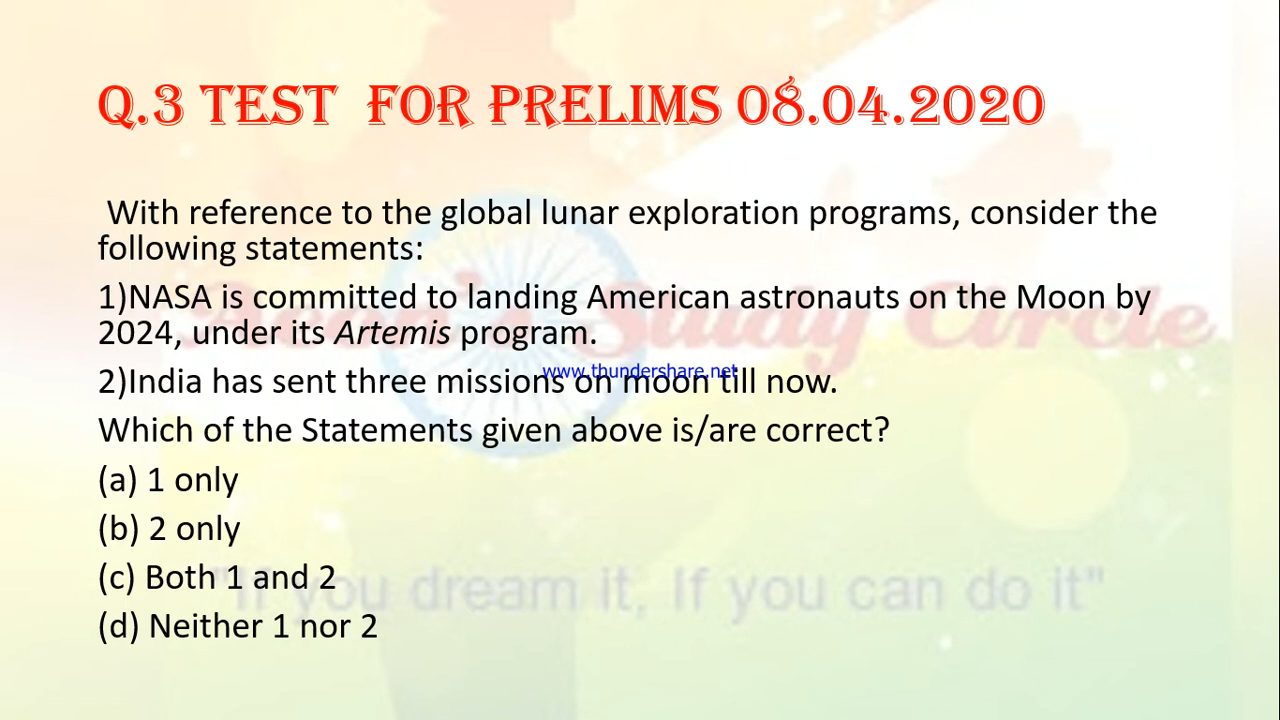 Q.3 TEST FOR PRELIMS 08.04.2020
With reference to the global lunar exploration programs, consider the
following statements:
1)NASA is committed to landing American astronauts on the Moon by
2024, under its Artemis program.
www.thundershare.net
2)India has sent three missions on moon till now.
Which of the Statements given above is/are correct?
(a) 1 only
(b) 2 only
(c) Both 1 and 2
(d) Neither 1 nor 2
Study Circle
"If you dream it, If you can do it"